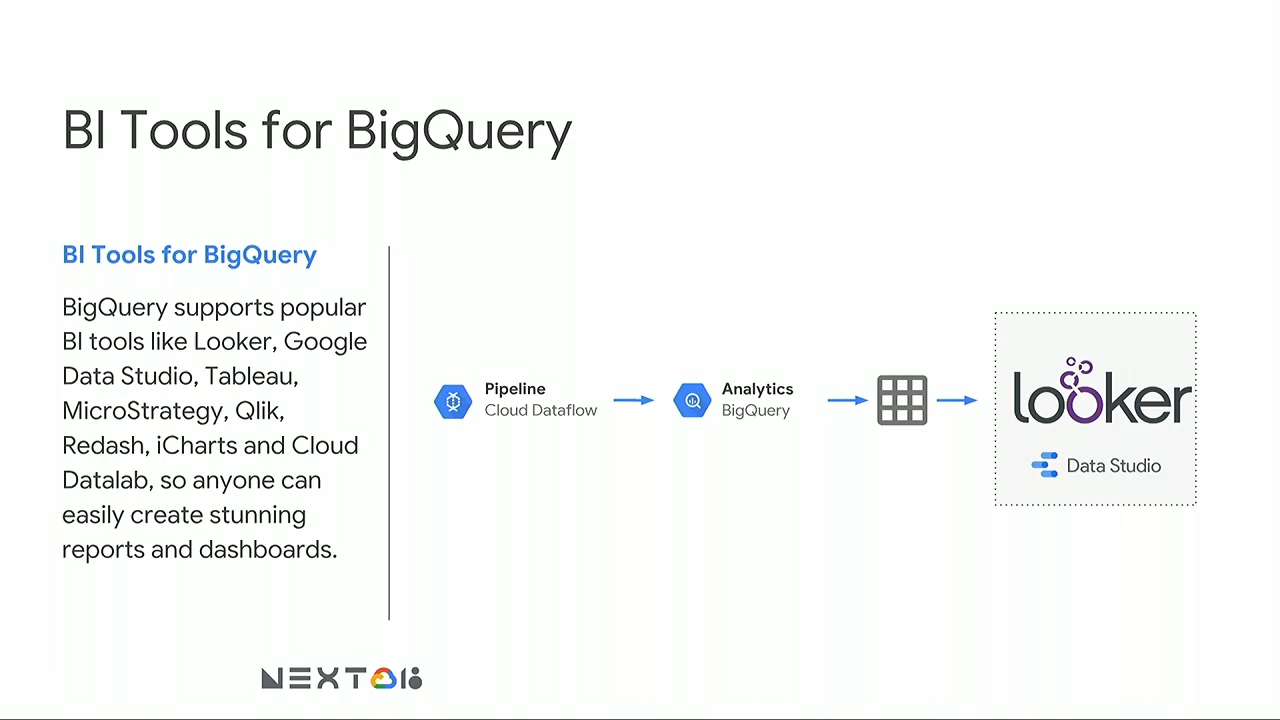 BI Tools for BigQuery
BI Tools for BigQuery
BigQuery supports popular
BI tools like Looker, Google
Data Studio, Tableau,
MicroStrategy, Qlik,
Redash, iCharts and Cloud
Datalab, so anyone can
easily create stunning
reports and dashboards.
Pipeline
Cloud Dataflow
Analytics
BigQuery
looker
Data Studio
NEXT 18